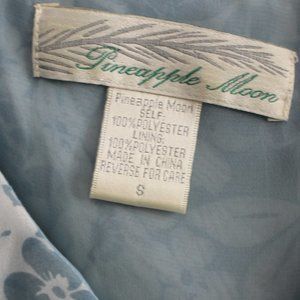 Pineapple Moon
Pineapple Moon
SELF:
100%POLYESTER
LINING:
100%POLYESTER
MADE IN CHINA
REVERSE FOR CARE
S